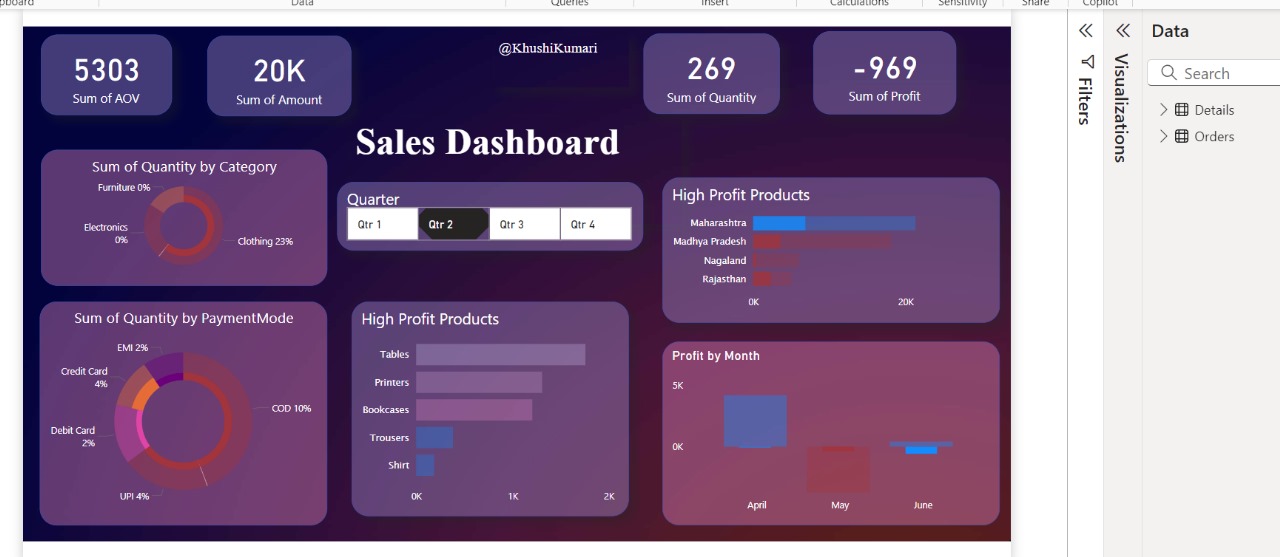 pboard
Data
Queries
Insert
Calculations
Sensitivity
Share
Copilot
5303
Sum of AOV
20K
Sum of Amount
@KhushiKumari
269
Sum of Quantity
-969
Sum of Profit
Sales Dashboard
Sum of Quantity by Category
Furniture 0%
Electronics
0%
Clothing 23%
Quarter
Qtr 1
Qtr 2
Qtr 3
Qtr 4
High Profit Products
Maharashtra
Madhya Pradesh
Nagaland
Rajasthan
0K
20K
Sum of Quantity by PaymentMode
EMI 2%
Credit Card
4%
COD 10%
Debit Card
2%
UPI 4%
High Profit Products
Tables
Printers
Bookcases
Trousers
Shirt
0K
1K
2K
Profit by Month
5K
0K
April
May
June
Filters
Visualizations
Data
Search
Details
Orders